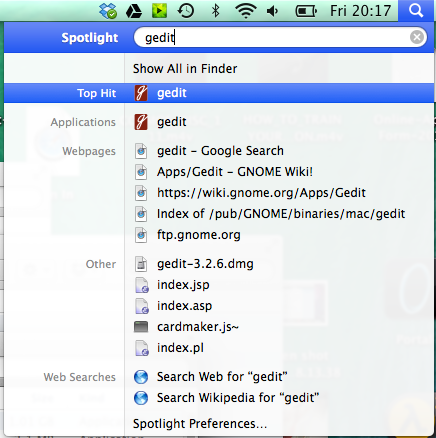 Fri 20:17
Spotlight gedit
Show All in Finder
Top Hit gedit
Applications gedit
Webpages gedit – Google Search
Apps/Gedit – GNOME Wiki!
https://wiki.gnome.org/Apps/Gedit
Index of /pub/GNOME/binaries/mac/gedit
ftp.gnome.org
Other gedit-3.2.6.dmg
index.jsp
index.asp
cardmaker.js~
index.pl
Web Searches Search Web for “gedit”
Search Wikipedia for “gedit”
Spotlight Preferences...